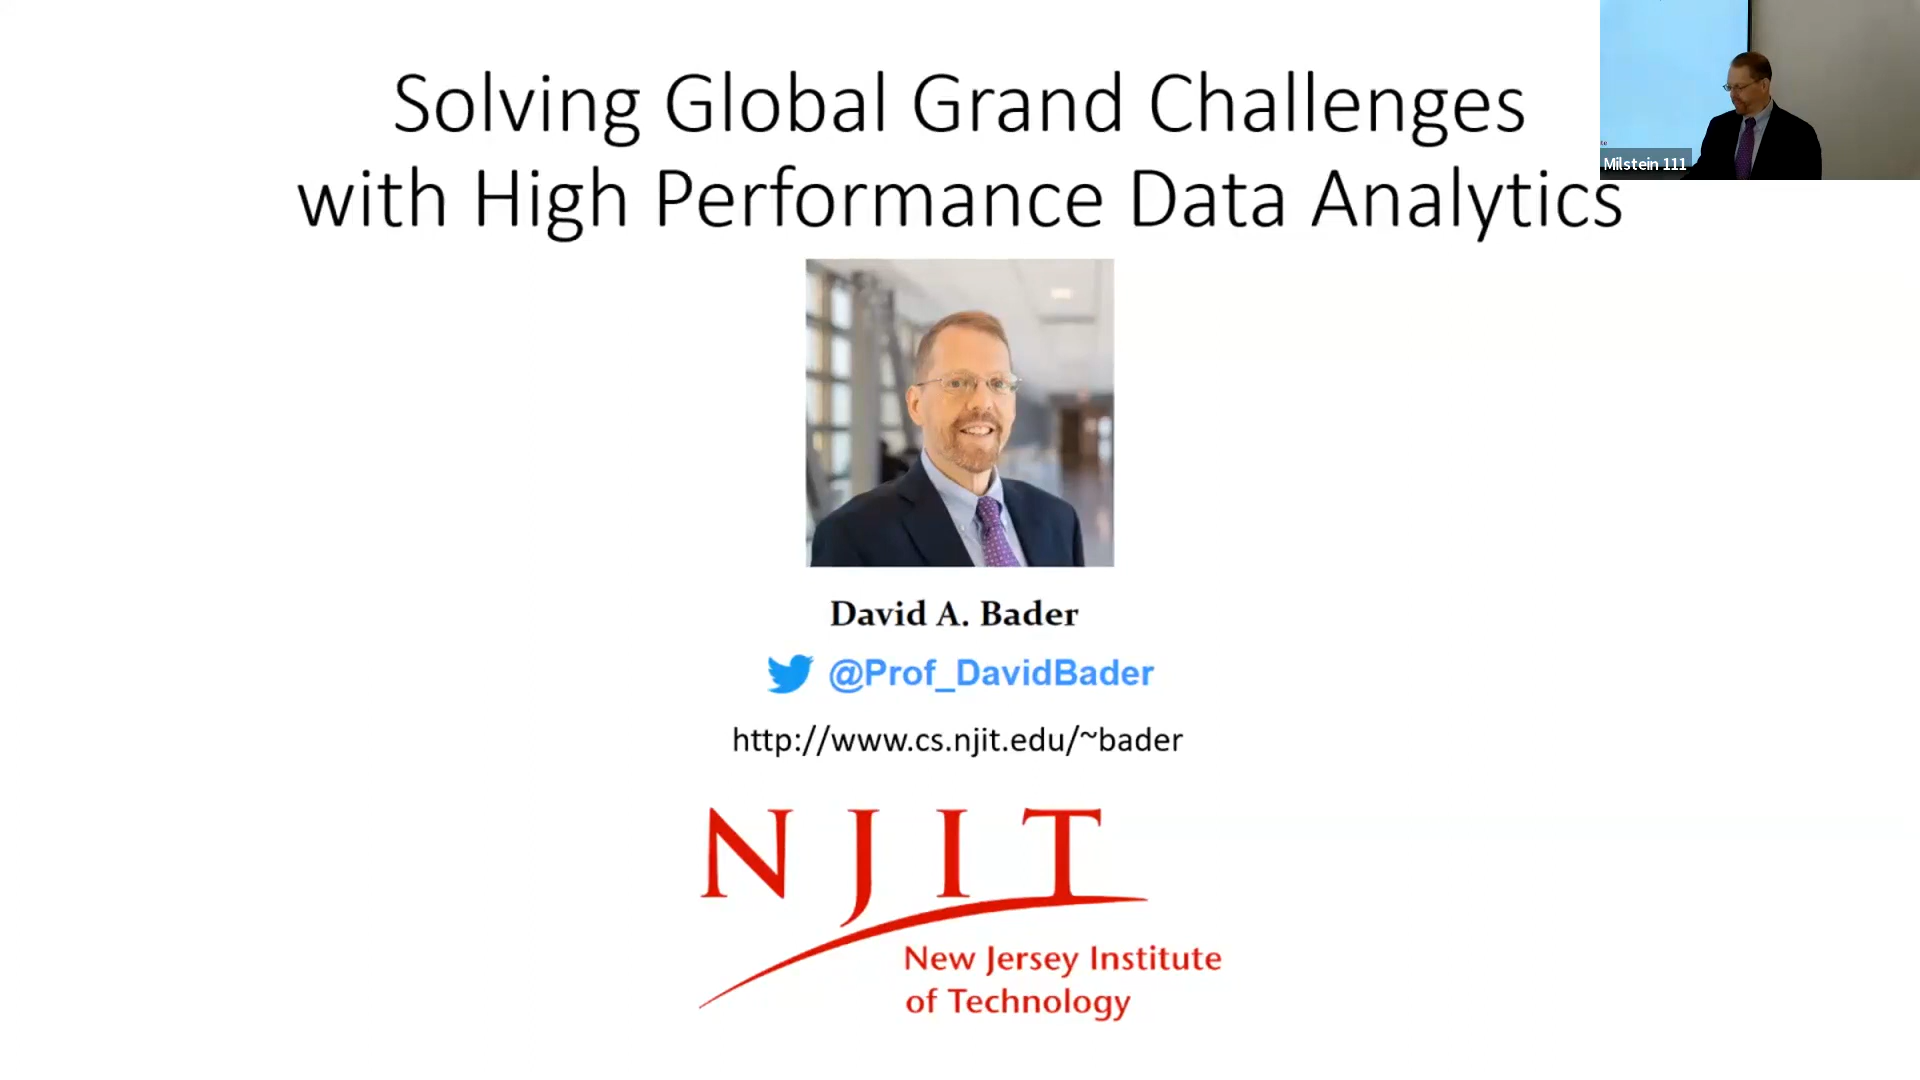 Solving Global Grand Challenges
with High Performance Data Analytics
Milstein 111
David A. Bader
@Prof_DavidBader
http://www.cs.njit.edu/~bader
NJIT
New Jersey Institute
of Technology